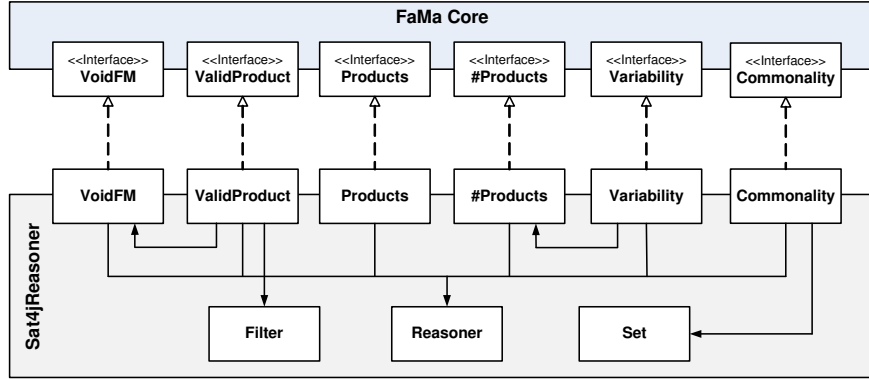 FaMa Core
<<Interface>>
VoidFM
<<Interface>>
ValidProduct
<<Interface>>
Products
<<Interface>>
#Products
<<Interface>>
Variability
<<Interface>>
Commonality
VoidFM
ValidProduct
Products
#Products
Variability
Commonality
Sat4jReasoner
Filter
Reasoner
Set